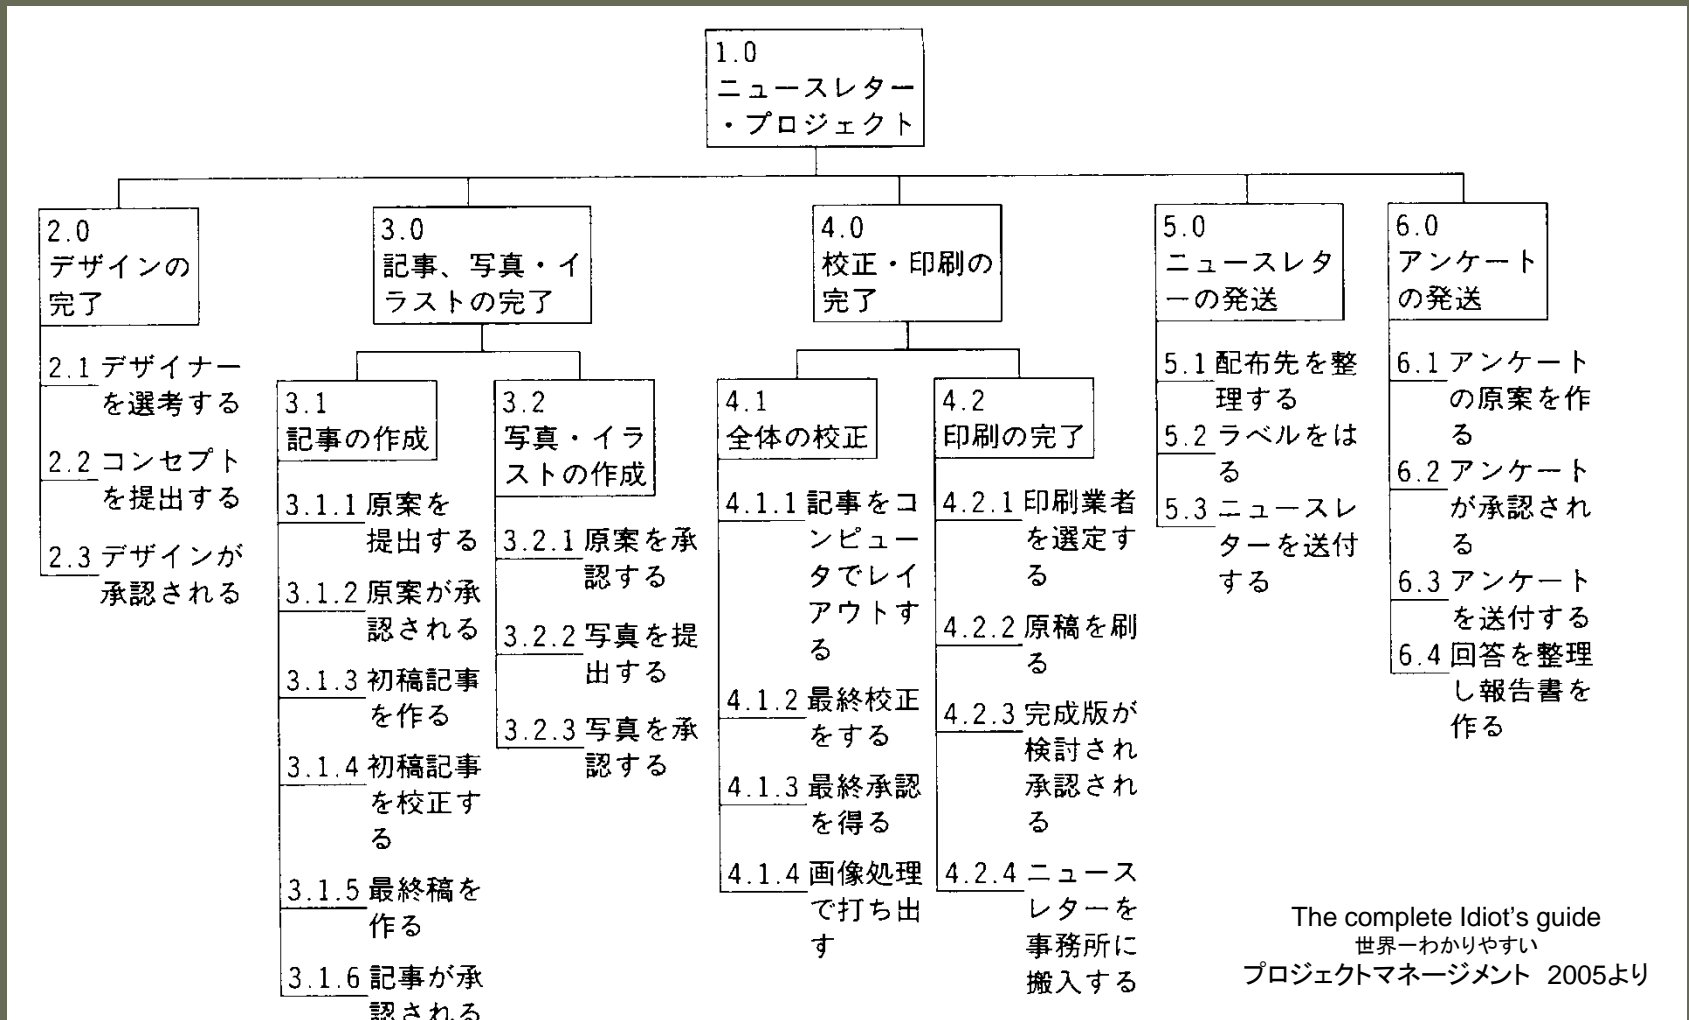 1.0
ニュースレター
・プロジェクト
2.0
デザインの
完了
2.1 デザイナー
を選考する
2.2 コンセプト
を提出する
2.3 デザインが
承認される
3.0
記事、写真・イ
ラストの完了
3.1
記事の作成
3.1.1 原案を
提出する
3.1.2 原案が承
認される
3.1.3 初稿記事
を作る
3.1.4 初稿記事
を校正す
る
3.1.5 最終稿を
作る
3.1.6 記事が承
認される
3.2
写真・イラ
ストの作成
3.2.1 原案を承
認する
3.2.2 写真を提
出する
3.2.3 写真を承
認する
4.0
校正・印刷の
完了
4.1
全体の校正
4.1.1 記事をコ
ンピュー
タでレイ
アウトす
る
4.1.2 最終校正
をする
4.1.3 最終承認
を得る
4.1.4 画像処理
で打ち出
す
4.2
印刷の完了
4.2.1 印刷業者
を選定す
る
4.2.2 原稿を刷
る
4.2.3 完成版が
検討され
承認され
る
4.2.4 ニュース
レターを
事務所に
搬入する
5.0
ニュースレタ
ーの発送
5.1 配布先を整
理する
5.2 ラベルをは
る
5.3 ニュースレ
ターを送付
する
6.0
アンケート
の発送
6.1 アンケート
の原案を作
る
6.2 アンケート
が承認され
る
6.3 アンケート
を送付する
6.4 回答を整理
し報告書を
作る
The complete Idiot's guide
世界一わかりやすい
プロジェクトマネージメント 2005より